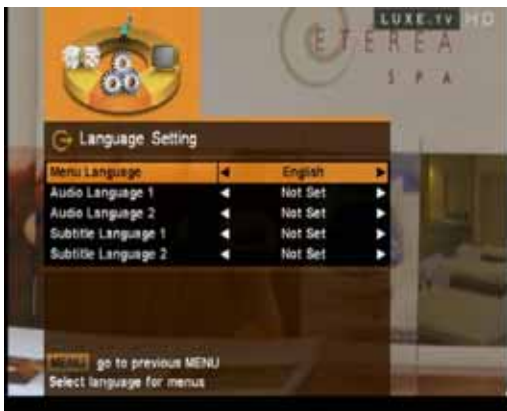 LUXE.TV HD
ETEREA
SPA
Language Setting
Menu Language English
Audio Language 1 Not Set
Audio Language 2 Not Set
Subtitle Language 1 Not Set
Subtitle Language 2 Not Set
MENU go to previous MENU
Select language for menus